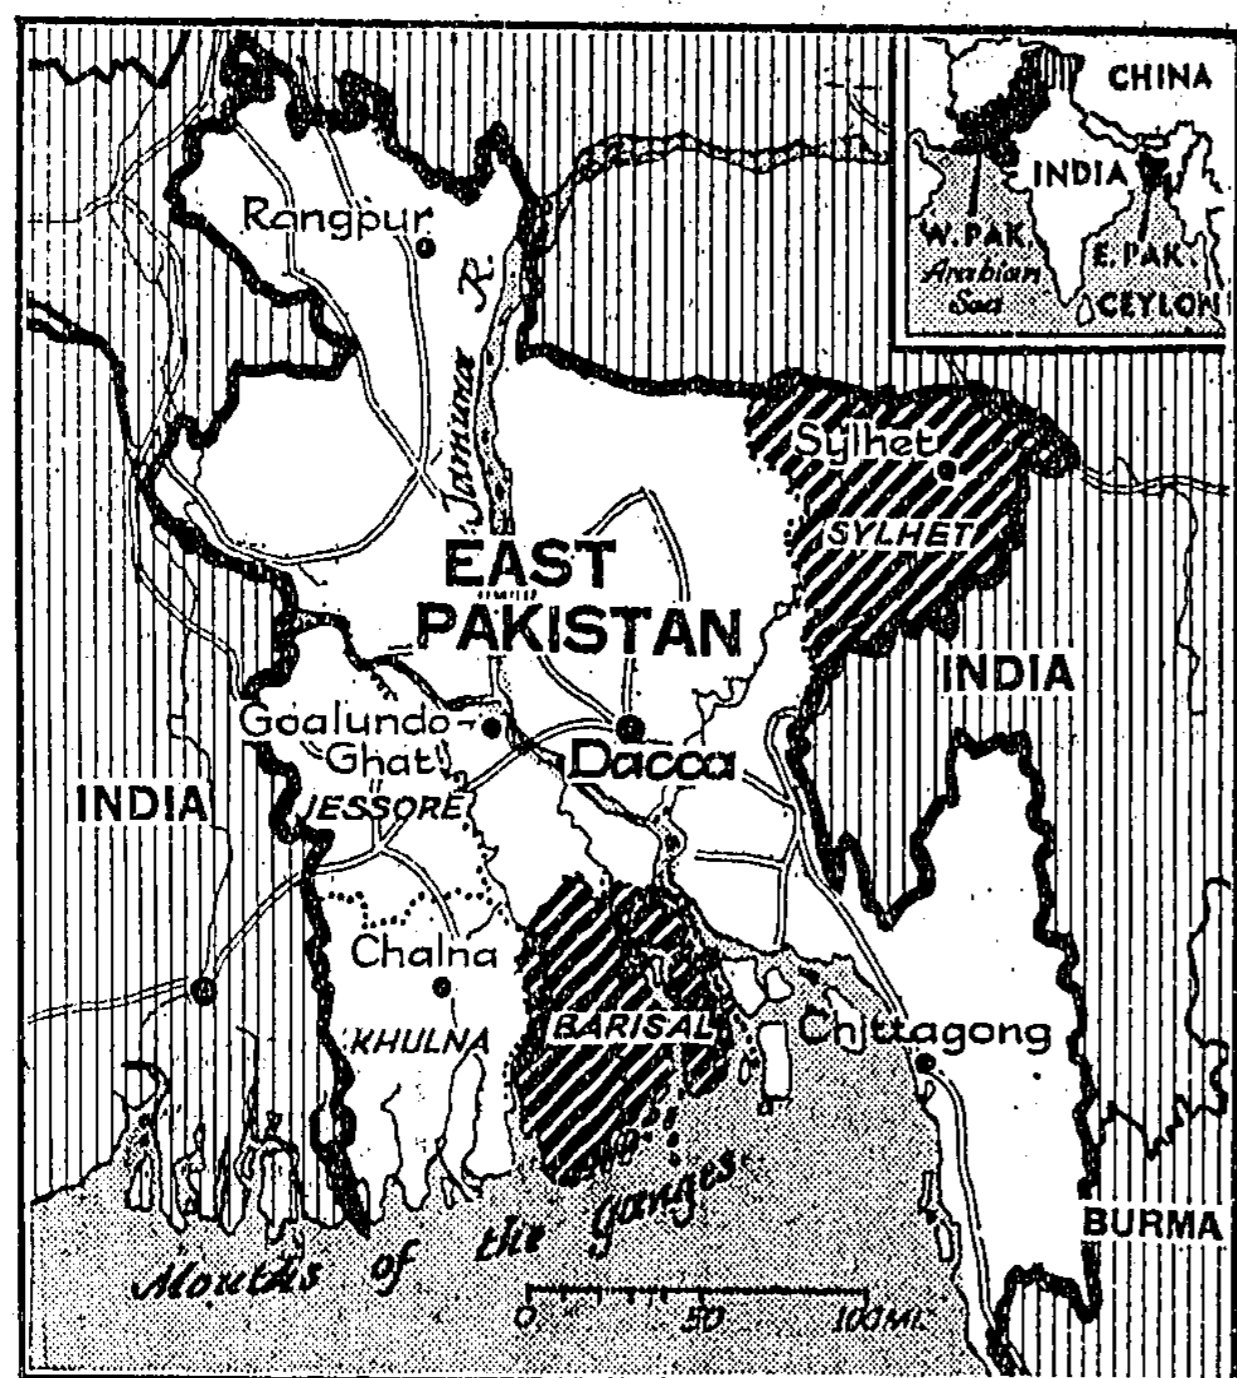 CHINA
INDIA
W. PAK.
E. PAK.
Arabian
Sea
CEYLON
Rangpur
Jamuna R.
Sylhet
SYLHET
EAST
PAKISTAN
INDIA
Goalundo
Ghat
Dacca
INDIA
JESSORE
Chalna
KHULNA
BARISAL
Chittagong
BURMA
Mouths of the Ganges
0 50 100 MI.